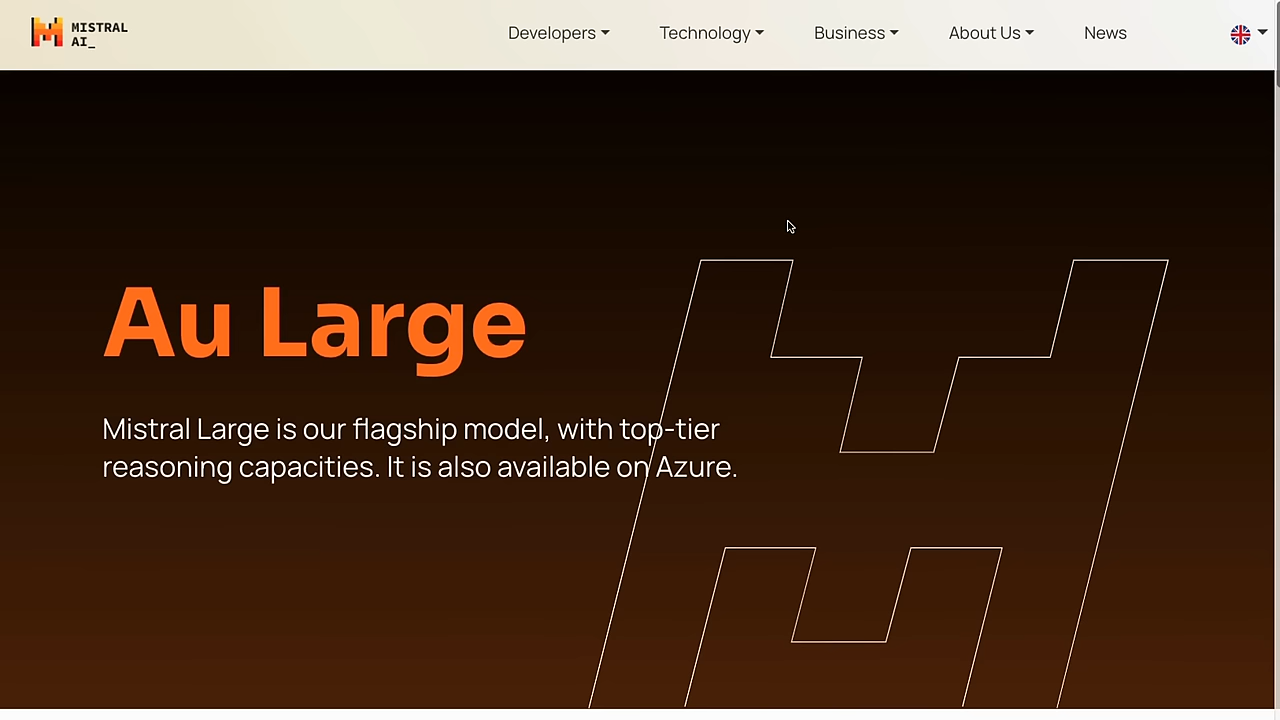 MISTRAL
AI_
Developers
Technology
Business
About Us
News
Au Large
Mistral Large is our flagship model, with top-tier
reasoning capacities. It is also available on Azure.